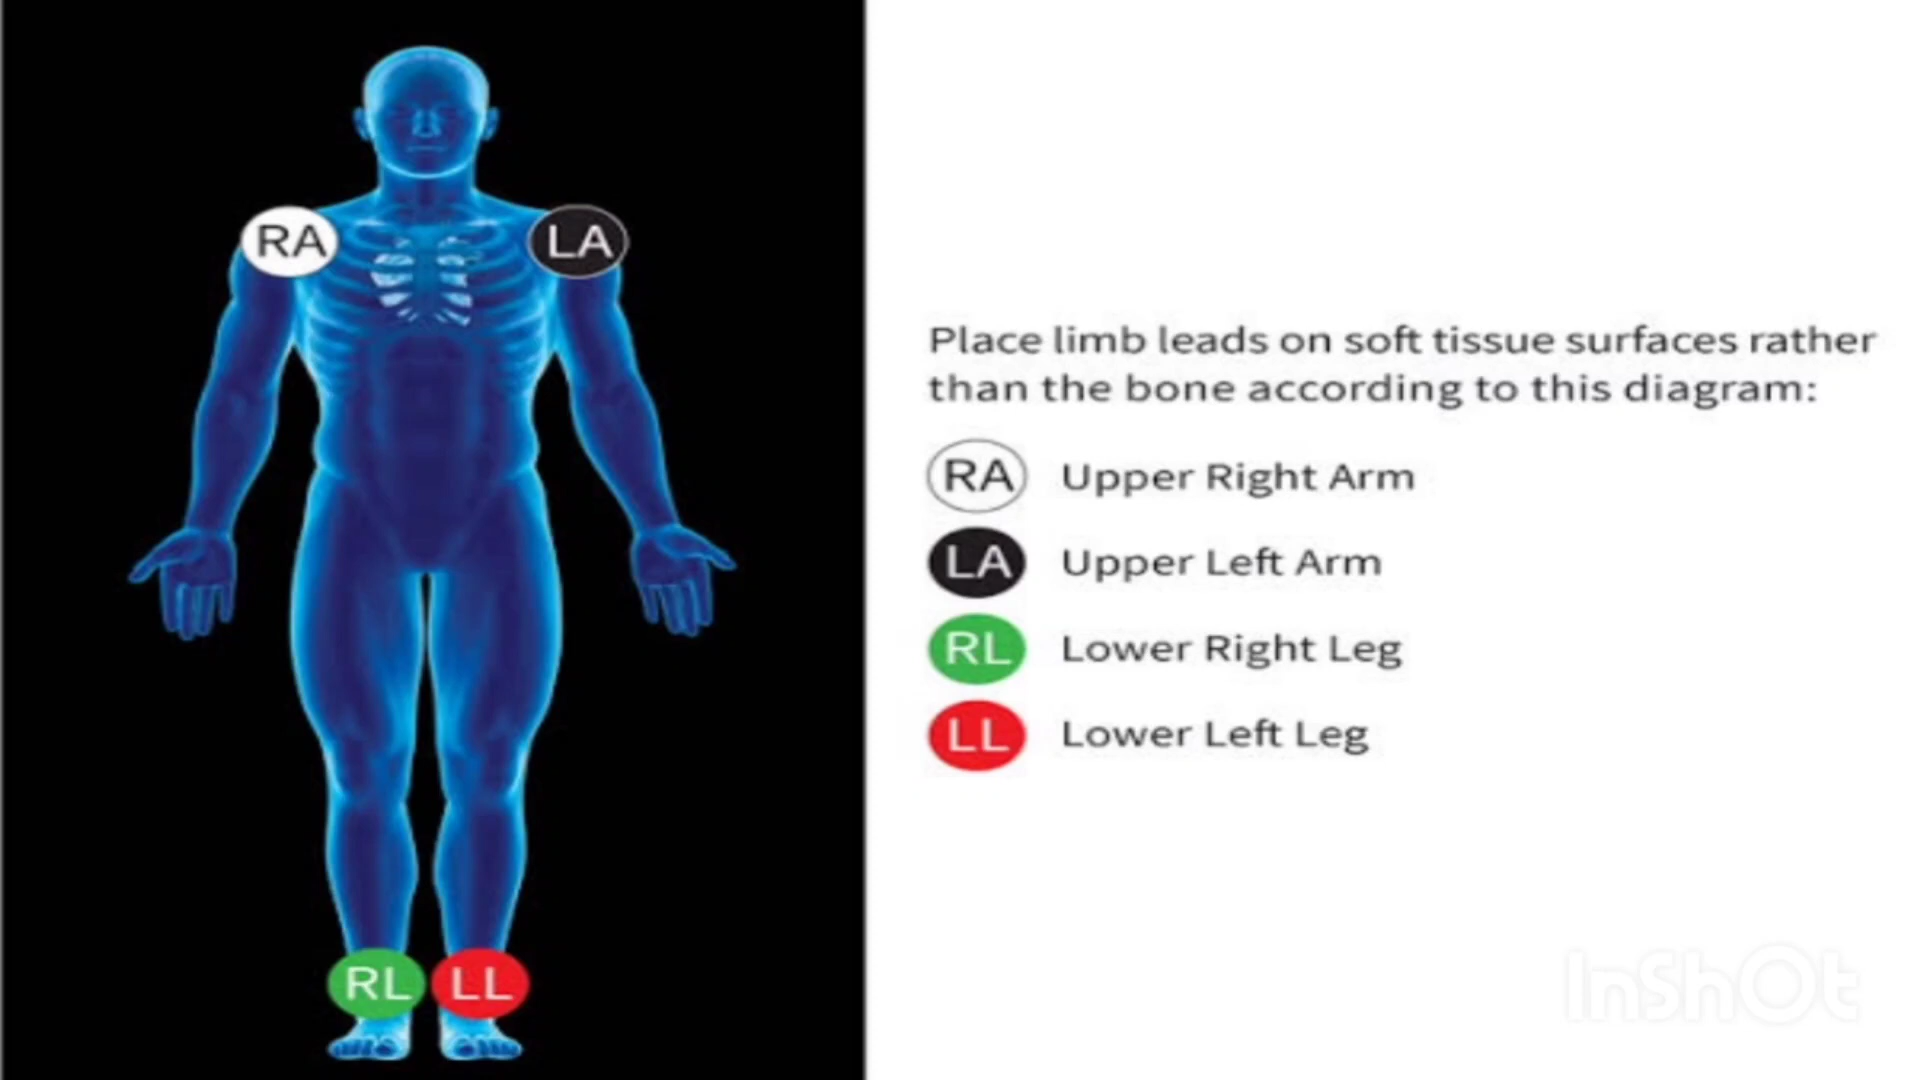 RA
LA
Place limb leads on soft tissue surfaces rather
than the bone according to this diagram:
RA Upper Right Arm
LA Upper Left Arm
RL Lower Right Leg
LL Lower Left Leg
RL
LL
InShOt